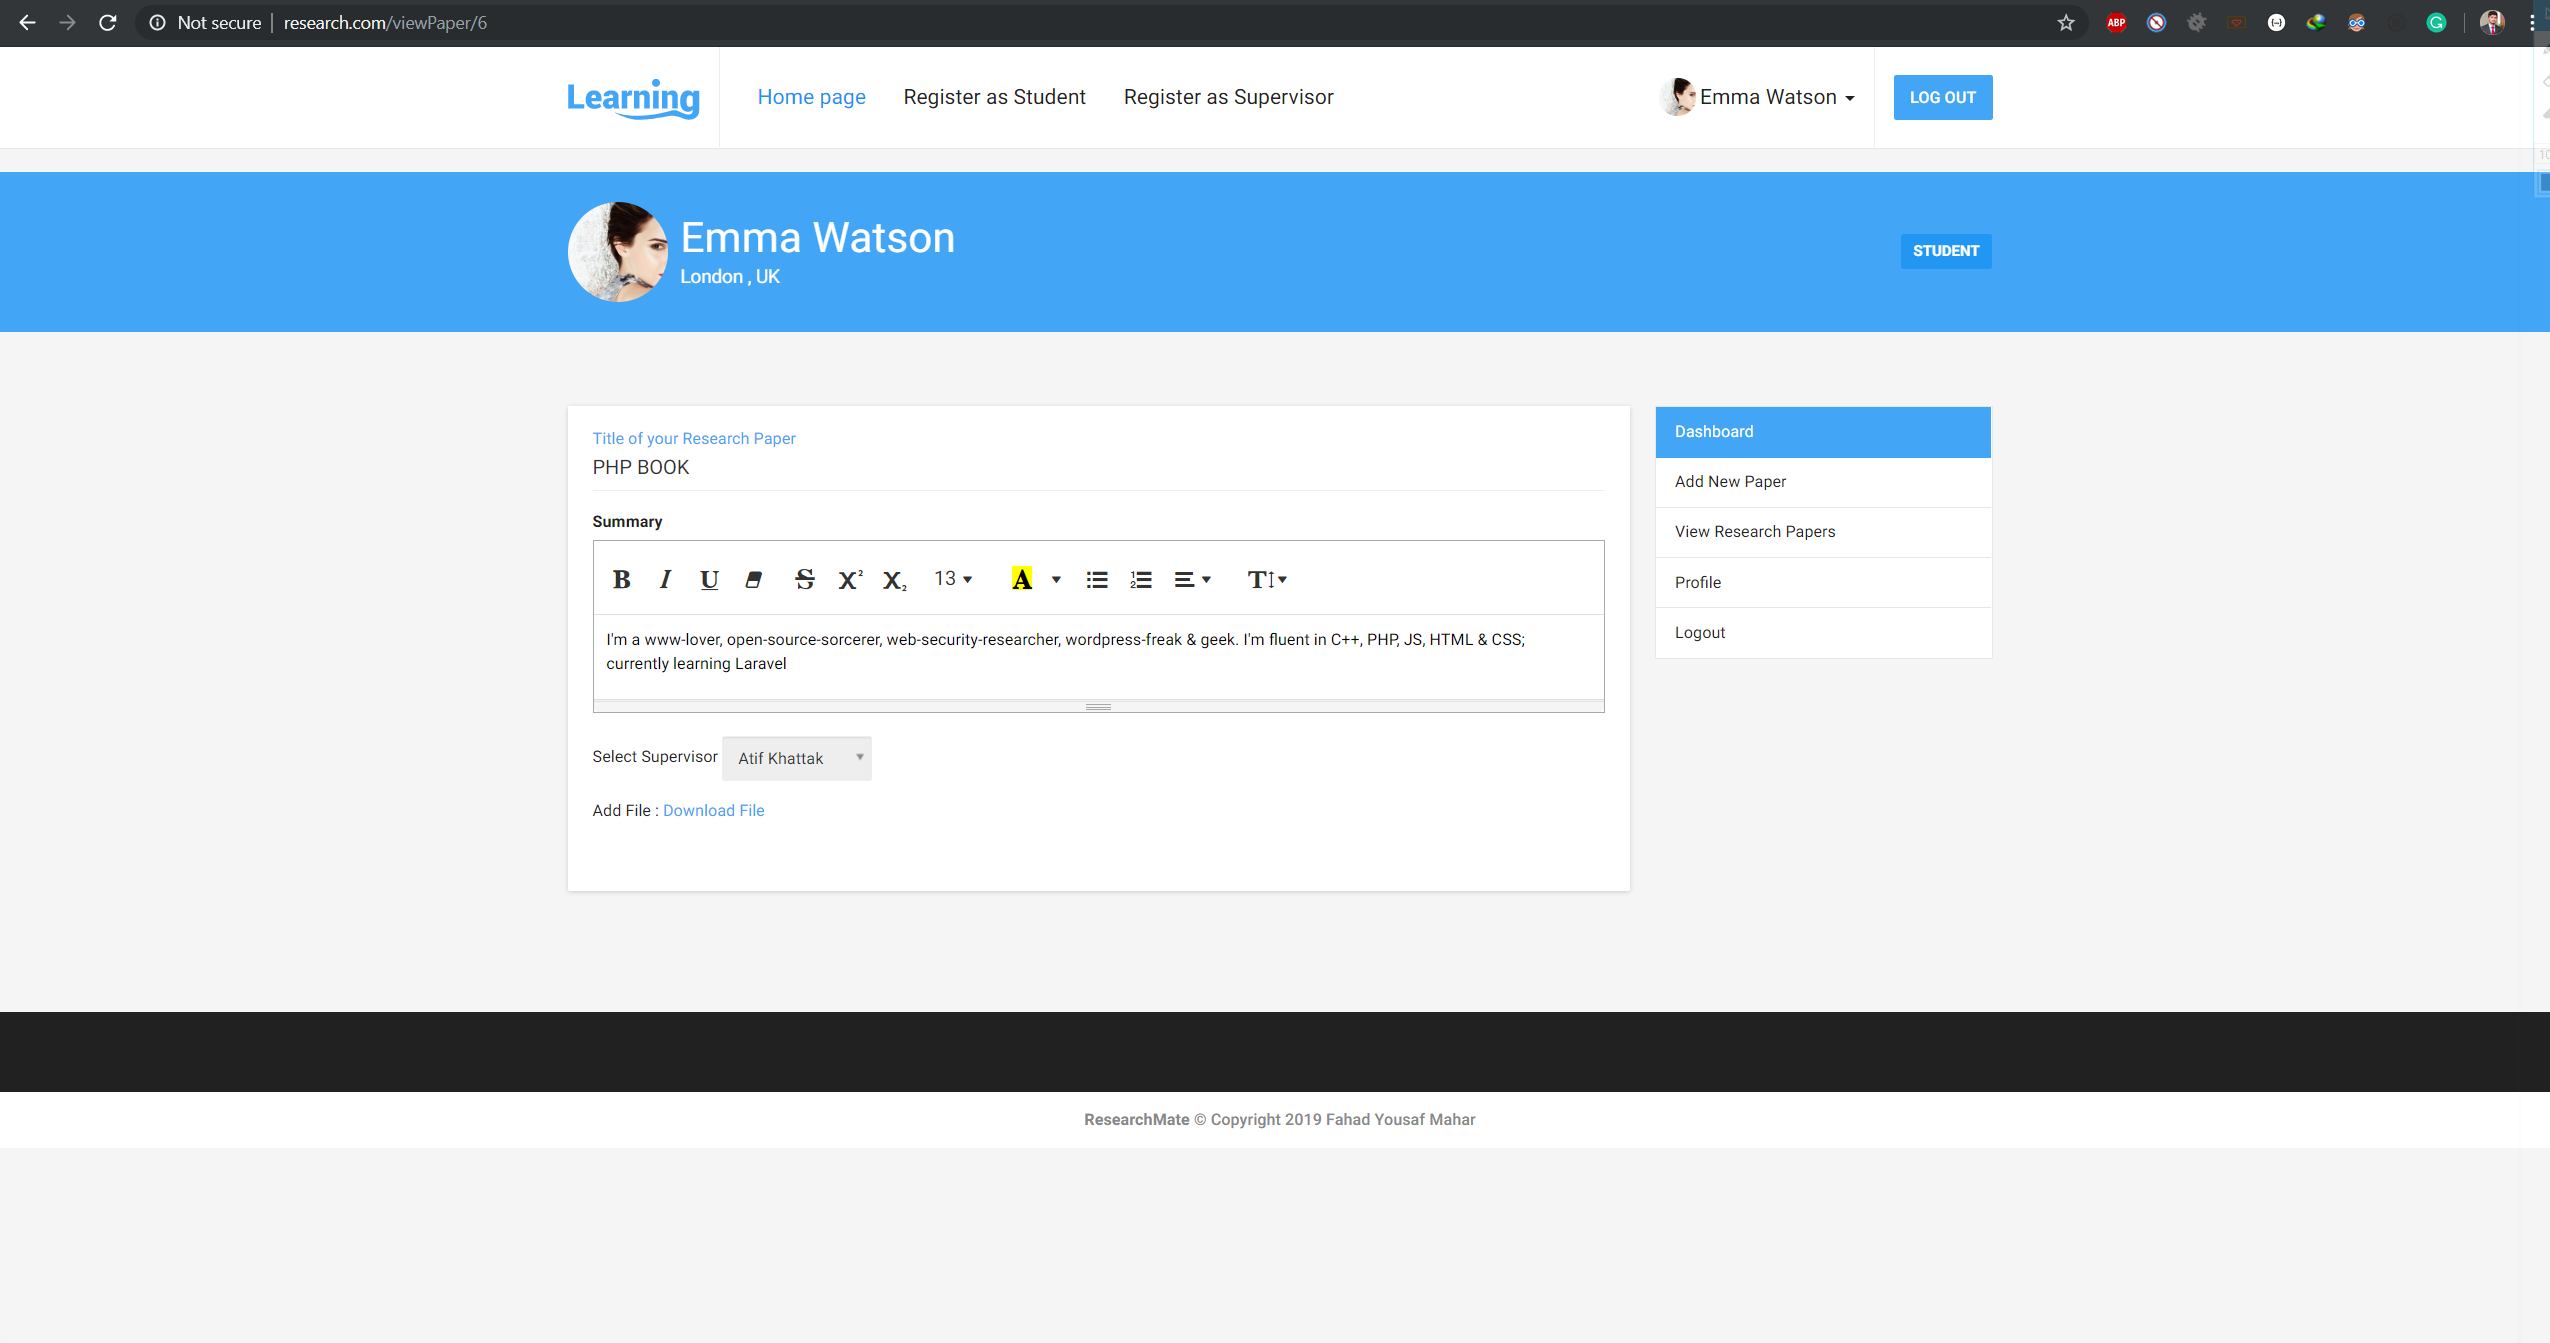 Not secure | research.com/viewPaper/6
ABP
Learning
Home page
Register as Student
Register as Supervisor
Emma Watson
LOG OUT
Emma Watson
London , UK
STUDENT
Title of your Research Paper
PHP BOOK
Summary
B I U S X² X₂ 13 A T
I'm a www-lover, open-source-sorcerer, web-security-researcher, wordpress-freak & geek. I'm fluent in C++, PHP, JS, HTML & CSS;
currently learning Laravel
Select Supervisor Atif Khattak
Add File : Download File
Dashboard
Add New Paper
View Research Papers
Profile
Logout
ResearchMate © Copyright 2019 Fahad Yousaf Mahar